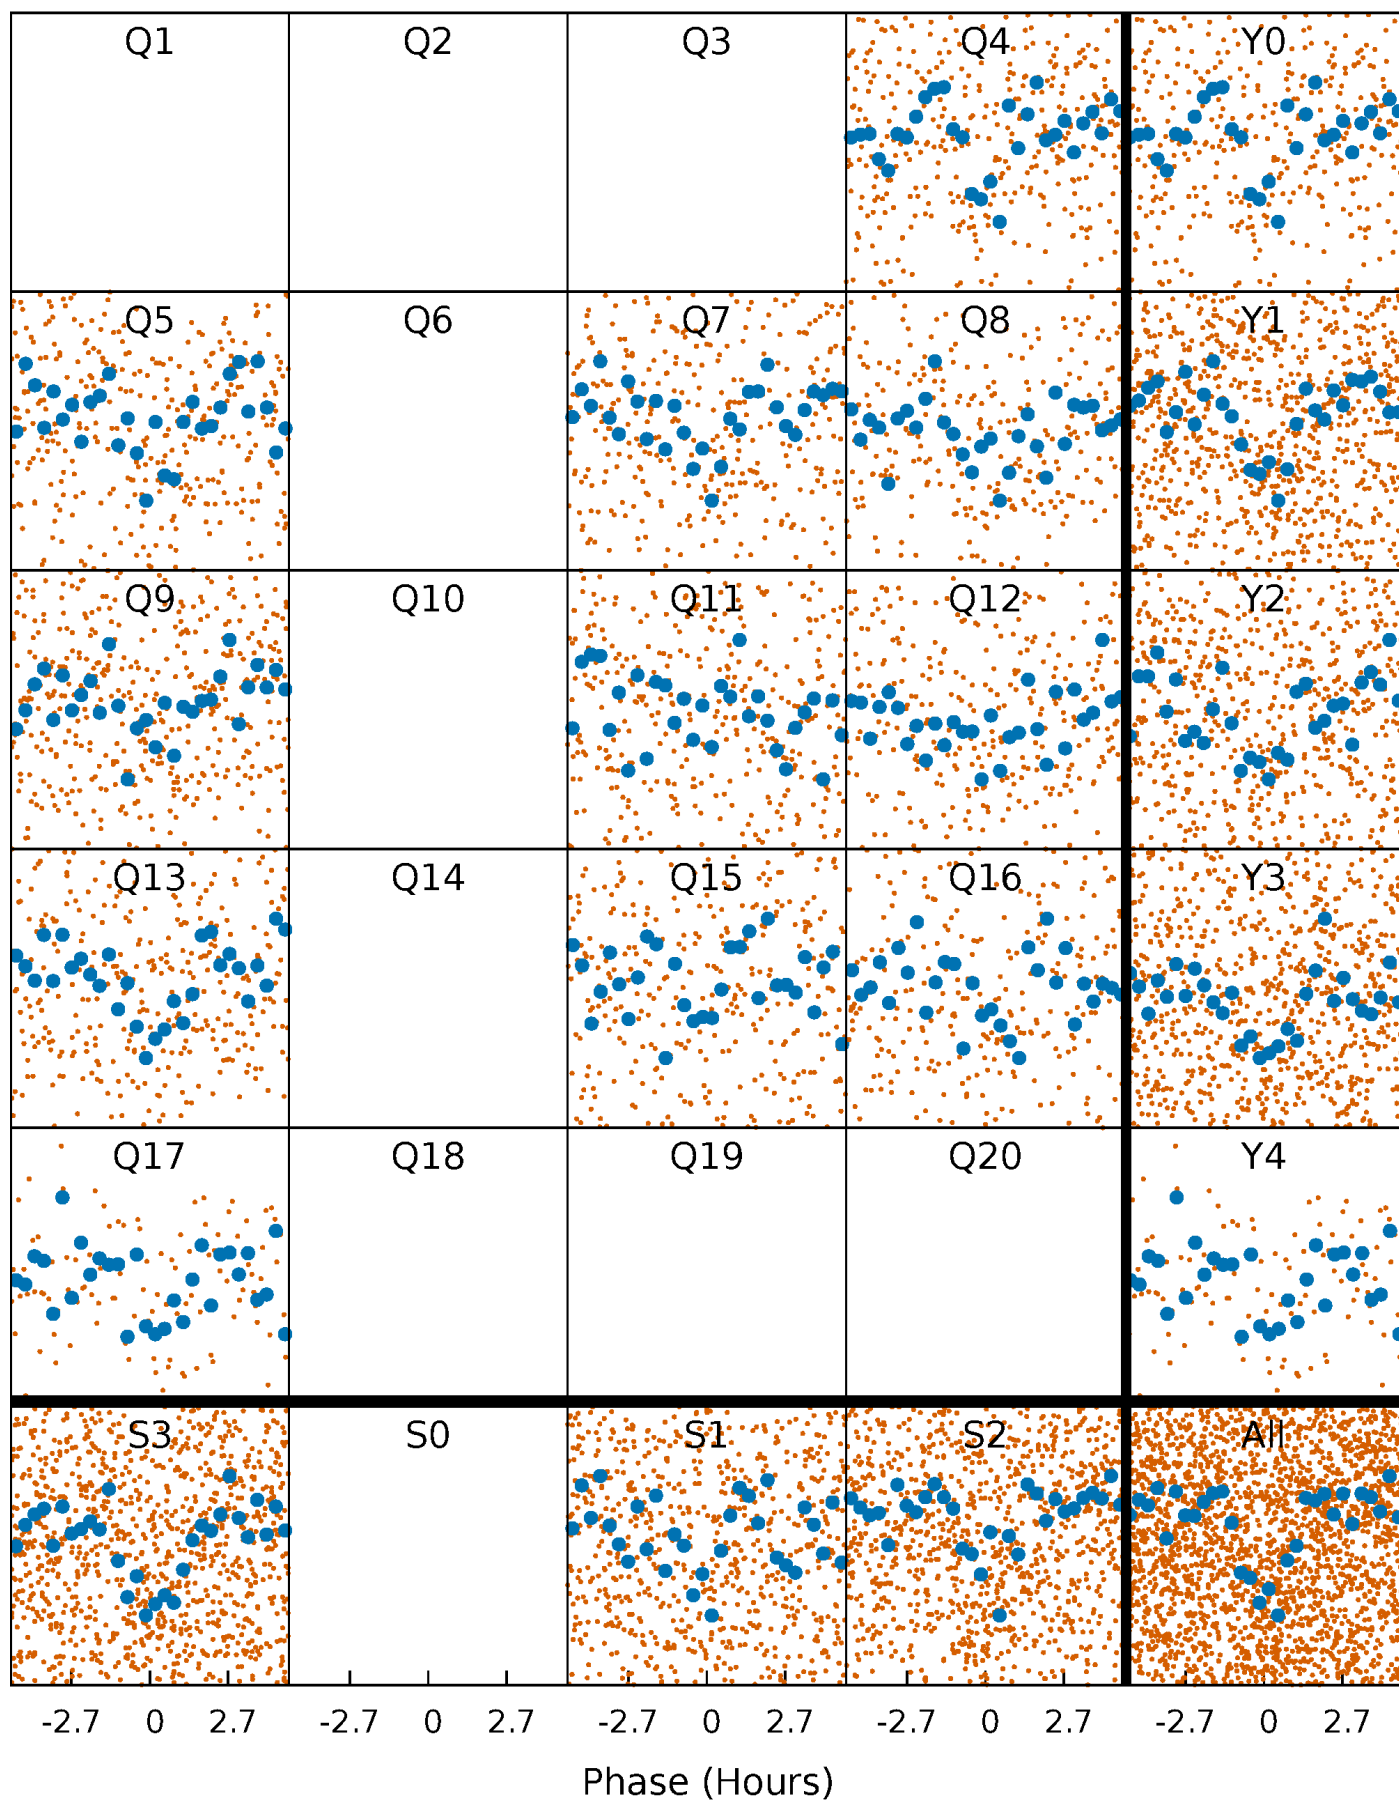 Q1 Q2 Q3 Q4 Y0
Q5 Q6 Q7 Q8 Y1
Q9 Q10 Q11 Q12 Y2
Q13 Q14 Q15 Q16 Y3
Q17 Q18 Q19 Q20 Y4
S3 S0 S1 S2 All
-2.7 0 2.7 -2.7 0 2.7 -2.7 0 2.7 -2.7 0 2.7 -2.7 0 2.7
Phase (Hours)